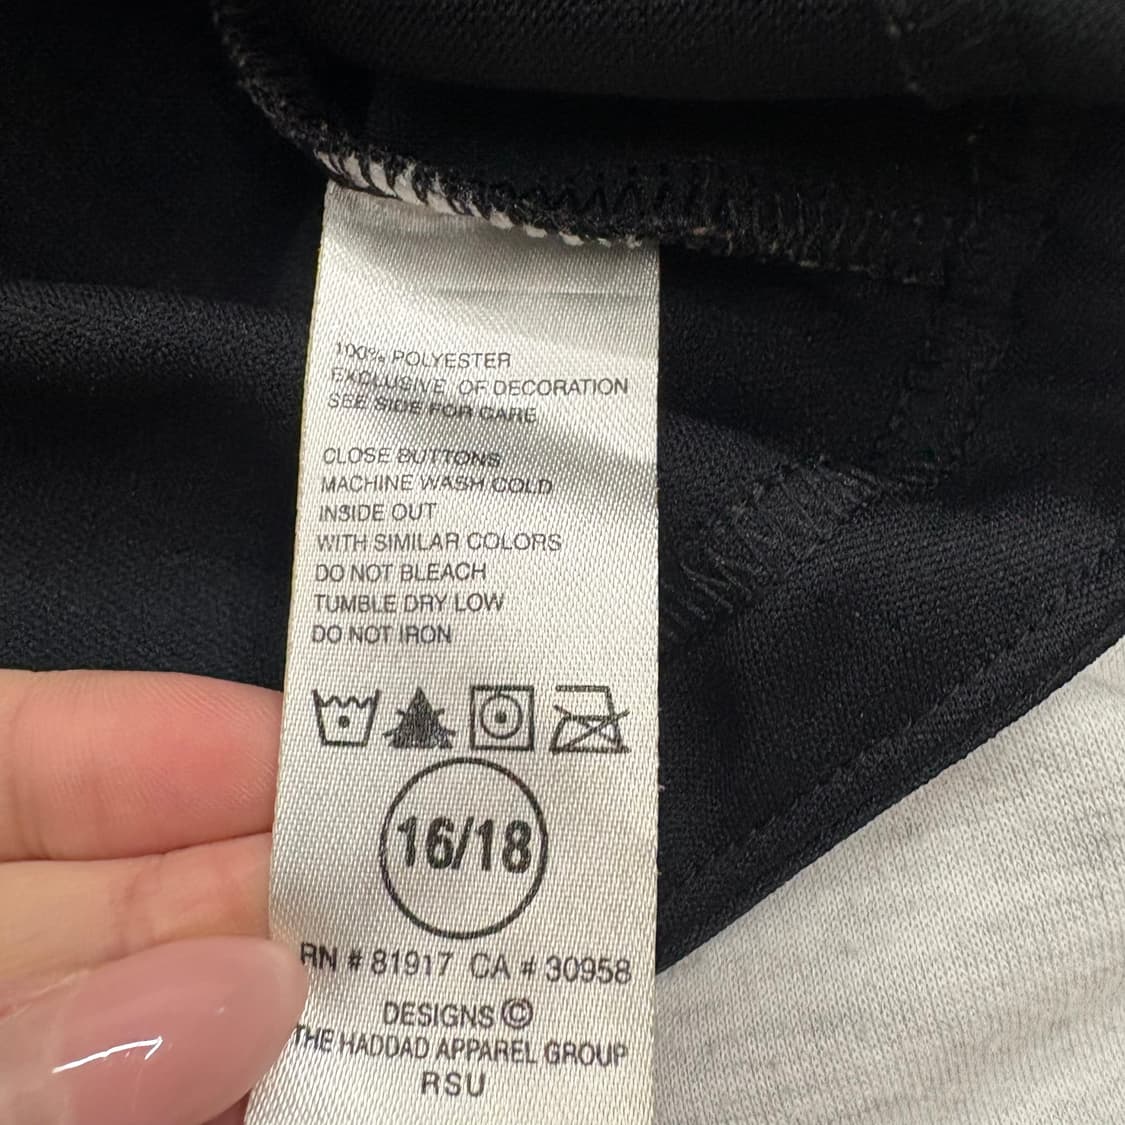 100% POLYESTER
EXCLUSIVE OF DECORATION
SEE SIDE FOR CARE
CLOSE BUTTONS
MACHINE WASH COLD
INSIDE OUT
WITH SIMILAR COLORS
DO NOT BLEACH
TUMBLE DRY LOW
DO NOT IRON
16/18
RN # 81917 CA # 30958
DESIGNS ©
THE HADDAD APPAREL GROUP
RSU